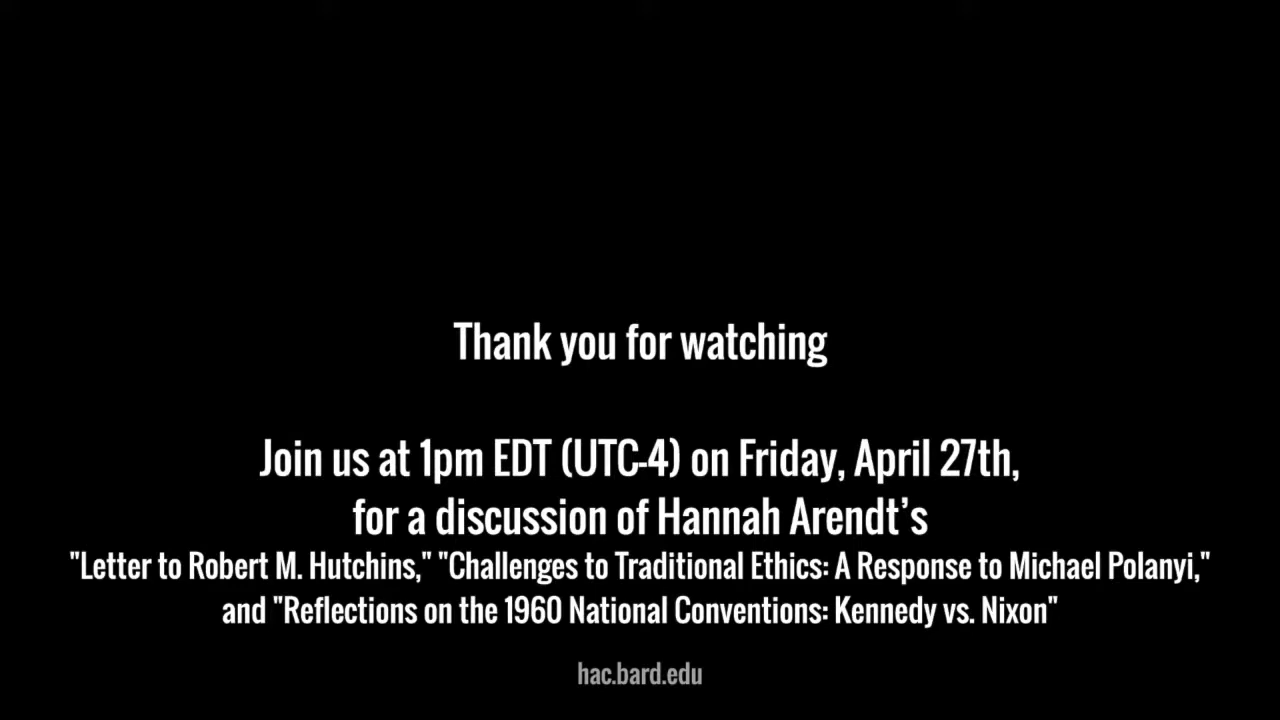 Thank you for watching
Join us at 1pm EDT (UTC-4) on Friday, April 27th,
for a discussion of Hannah Arendt’s
"Letter to Robert M. Hutchins," "Challenges to Traditional Ethics: A Response to Michael Polanyi,"
and "Reflections on the 1960 National Conventions: Kennedy vs. Nixon"
hac.bard.edu